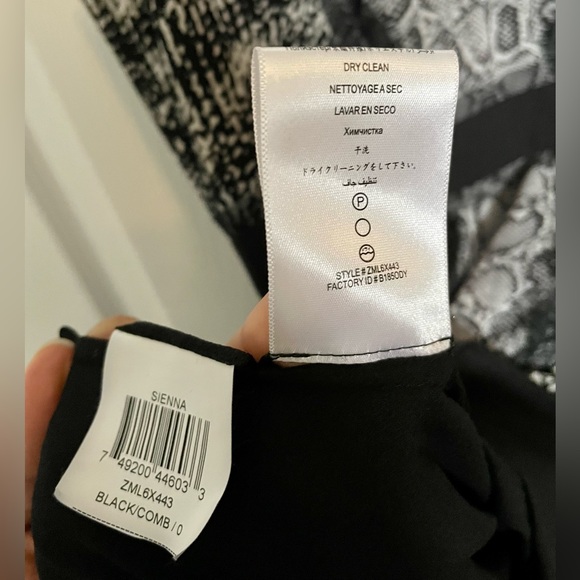 DRY CLEAN
NETTOYAGE A SEC
LAVAR EN SECO
Химчистка
干洗
ドライクリーニングをして下さい。
تنظيف جاف
P
STYLE # ZML6X443
FACTORY ID # B185ODY
SIENNA
7 49200 44603 3
ZML6X443
BLACK/COMB / 0